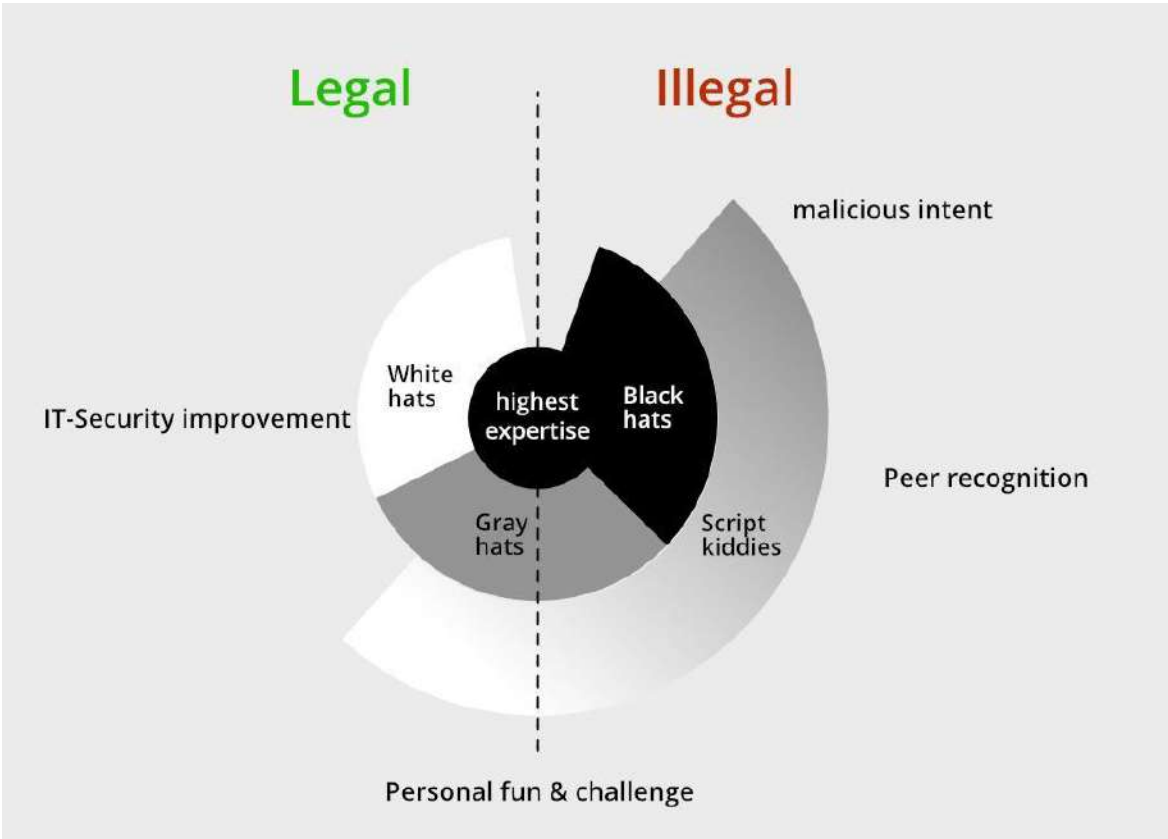 Legal
Illegal
malicious intent
White
hats
IT-Security improvement
highest
expertise
Black
hats
Peer recognition
Gray
hats
Script
kiddies
Personal fun & challenge